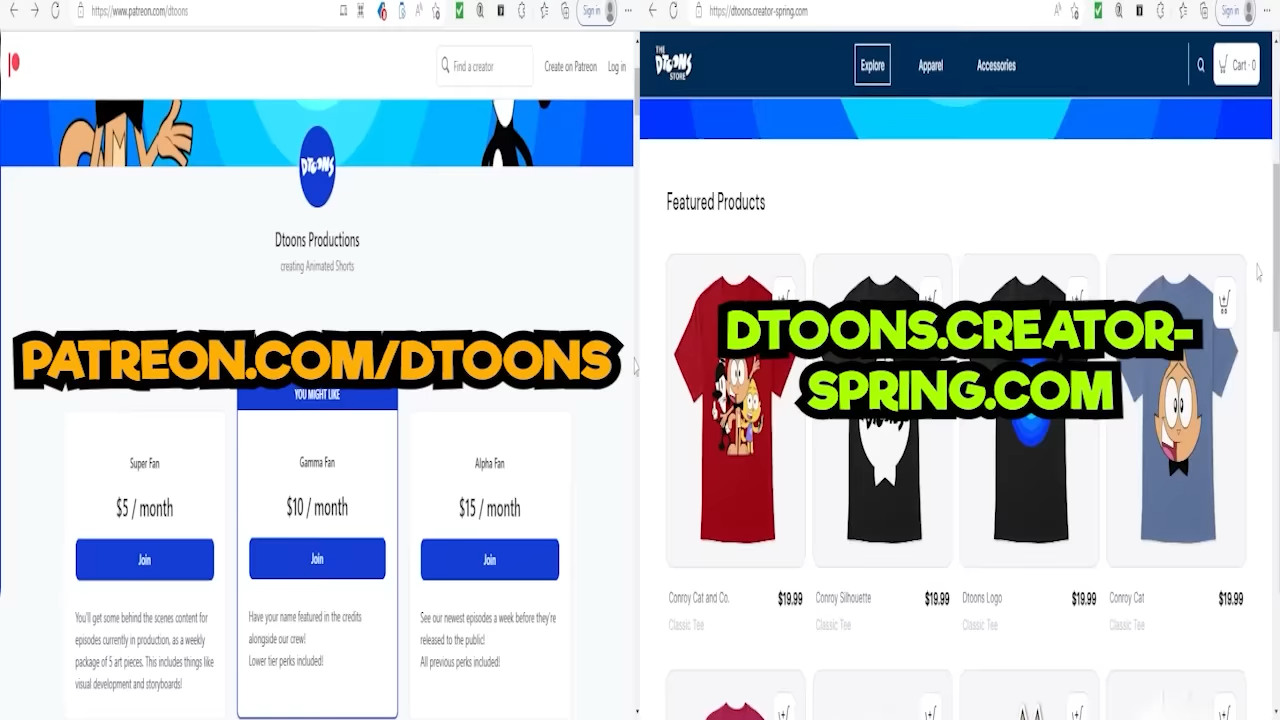 https://www.patreon.com/dtoons
Sign in
Find a creator
Create on Patreon
Log in
DTOONS
Dtoons Productions
creating Animated Shorts
PATREON.COM/DTOONS
YOU MIGHT LIKE
Super Fan
$5 / month
Join
You'll get some behind the scenes content for
episodes currently in production, as a weekly
package of 5 art pieces. This includes things like
visual development and storyboards!
Gamma Fan
$10 / month
Join
Have your name featured in the credits
alongside our crew!
Lower tier perks included!
Alpha Fan
$15 / month
Join
See our newest episodes a week before they're
released to the public!
All previous perks included!
https://dtoons.creator-spring.com
Sign in
THE
DTOONS
STORE
Explore
Apparel
Accessories
Cart · 0
Featured Products
DTOONS.CREATOR-
SPRING.COM
Conroy Cat and Co.
$19.99
Classic Tee
Conroy Silhouette
$19.99
Classic Tee
Dtoons Logo
$19.99
Classic Tee
Conroy Cat
$19.99
Classic Tee